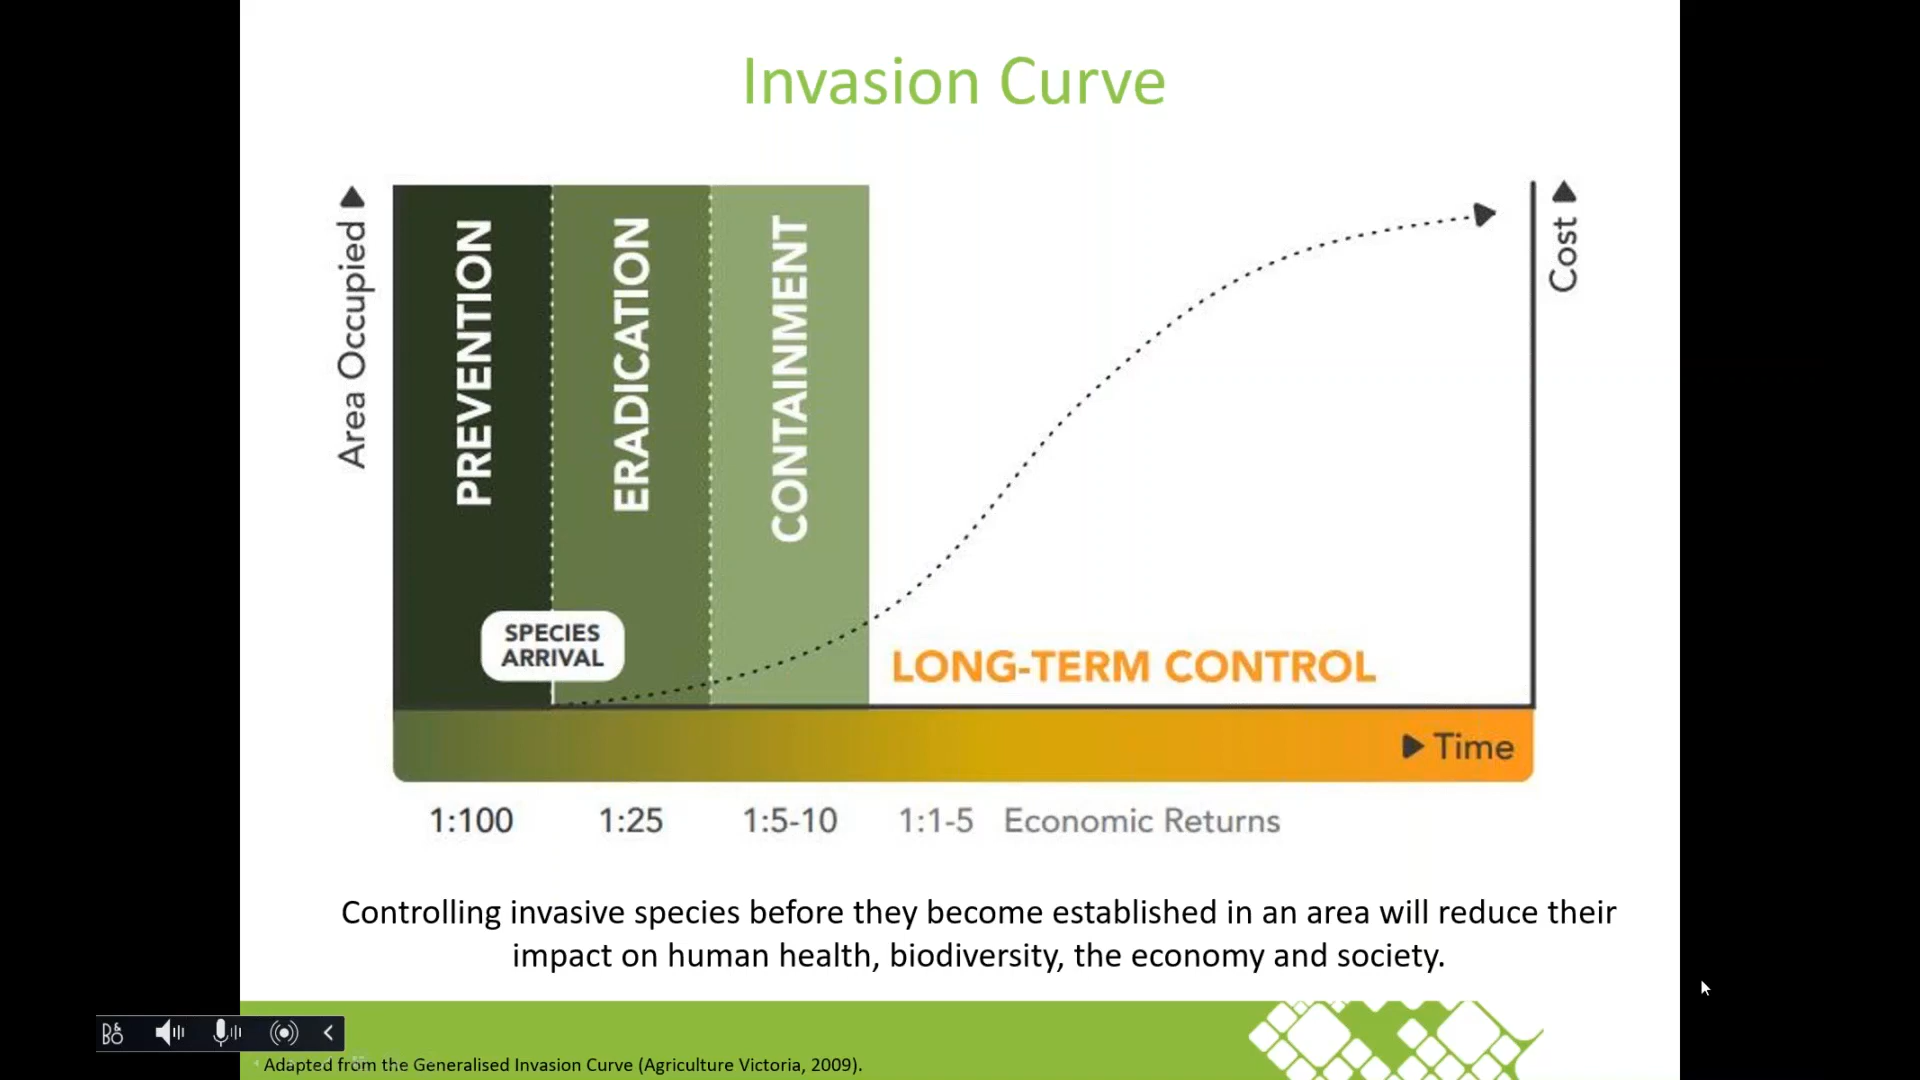 Invasion Curve
Area Occupied
PREVENTION
ERADICATION
CONTAINMENT
Cost
SPECIES
ARRIVAL
LONG-TERM CONTROL
Time
1:100 1:25 1:5-10 1:1-5 Economic Returns
Controlling invasive species before they become established in an area will reduce their
impact on human health, biodiversity, the economy and society.
Adapted from the Generalised Invasion Curve (Agriculture Victoria, 2009).